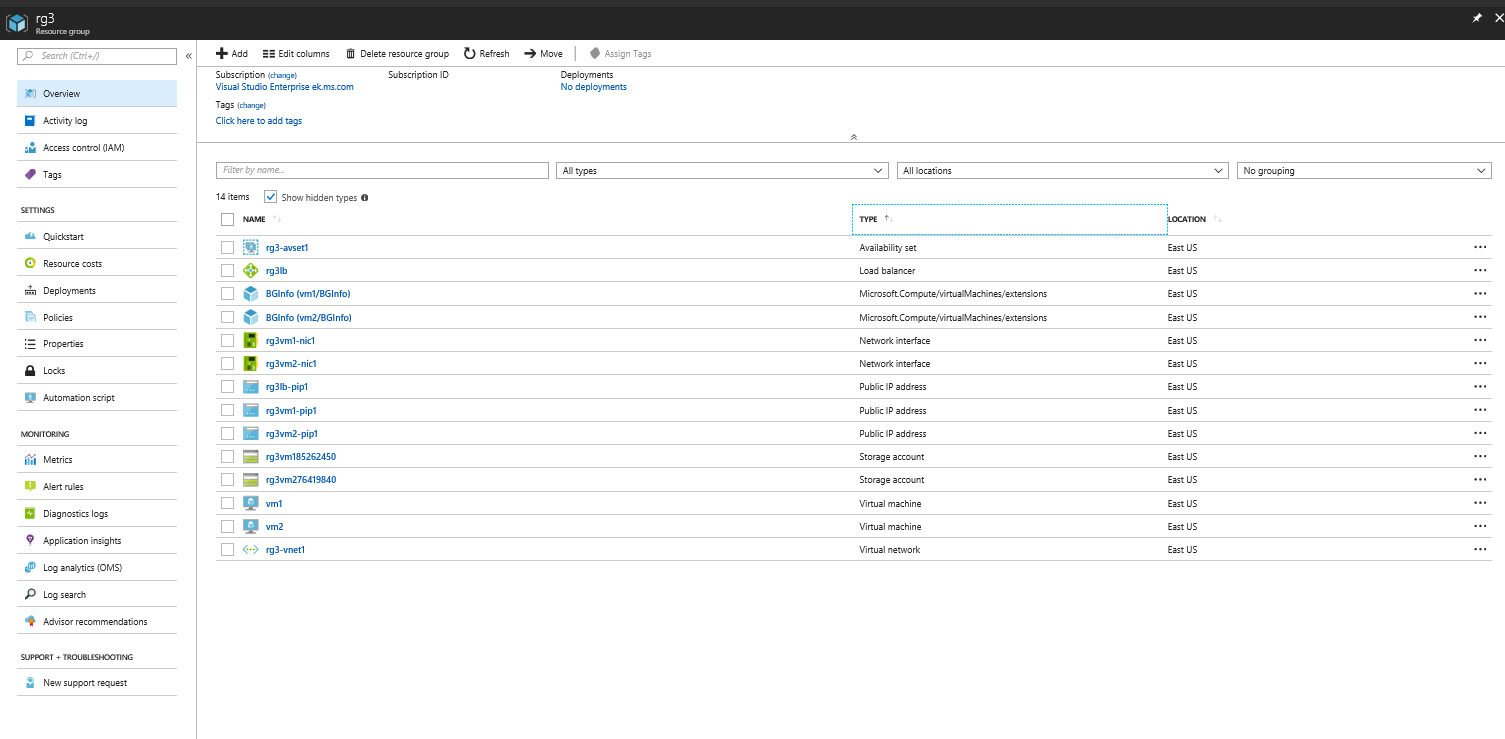 rg3
Resource group
Search (Ctrl+/)
«
Overview
Activity log
Access control (IAM)
Tags
SETTINGS
Quickstart
Resource costs
Deployments
Policies
Properties
Locks
Automation script
MONITORING
Metrics
Alert rules
Diagnostics logs
Application insights
Log analytics (OMS)
Log search
Advisor recommendations
SUPPORT + TROUBLESHOOTING
New support request
Add Edit columns Delete resource group Refresh Move Assign Tags
Subscription (change) Subscription ID Deployments
Visual Studio Enterprise ek.ms.com No deployments
Tags (change)
Click here to add tags
Filter by name... All types All locations No grouping
14 items Show hidden types
NAME TYPE LOCATION
rg3-avset1 Availability set East US
rg3lb Load balancer East US
BGInfo (vm1/BGInfo) Microsoft.Compute/virtualMachines/extensions East US
BGInfo (vm2/BGInfo) Microsoft.Compute/virtualMachines/extensions East US
rg3vm1-nic1 Network interface East US
rg3vm2-nic1 Network interface East US
rg3lb-pip1 Public IP address East US
rg3vm1-pip1 Public IP address East US
rg3vm2-pip1 Public IP address East US
rg3vm185262450 Storage account East US
rg3vm276419840 Storage account East US
vm1 Virtual machine East US
vm2 Virtual machine East US
rg3-vnet1 Virtual network East US